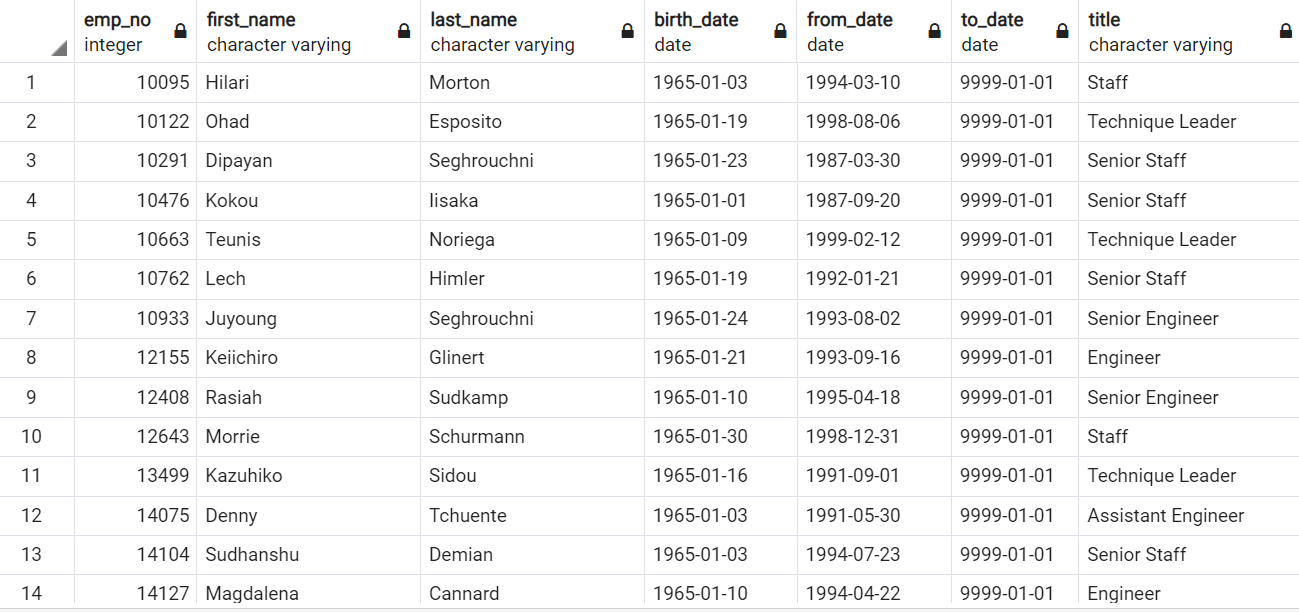 emp_no first_name last_name birth_date from_date to_date title
integer character varying character varying date date date character varying
1 10095 Hilari Morton 1965-01-03 1994-03-10 9999-01-01 Staff
2 10122 Ohad Esposito 1965-01-19 1998-08-06 9999-01-01 Technique Leader
3 10291 Dipayan Seghrouchni 1965-01-23 1987-03-30 9999-01-01 Senior Staff
4 10476 Kokou Iisaka 1965-01-01 1987-09-20 9999-01-01 Senior Staff
5 10663 Teunis Noriega 1965-01-09 1999-02-12 9999-01-01 Technique Leader
6 10762 Lech Himler 1965-01-19 1992-01-21 9999-01-01 Senior Staff
7 10933 Juyoung Seghrouchni 1965-01-24 1993-08-02 9999-01-01 Senior Engineer
8 12155 Keiichiro Glinert 1965-01-21 1993-09-16 9999-01-01 Engineer
9 12408 Rasiah Sudkamp 1965-01-10 1995-04-18 9999-01-01 Senior Engineer
10 12643 Morrie Schurmann 1965-01-30 1998-12-31 9999-01-01 Staff
11 13499 Kazuhiko Sidou 1965-01-16 1991-09-01 9999-01-01 Technique Leader
12 14075 Denny Tchuente 1965-01-03 1991-05-30 9999-01-01 Assistant Engineer
13 14104 Sudhanshu Demian 1965-01-03 1994-07-23 9999-01-01 Senior Staff
14 14127 Magdalena Cannard 1965-01-10 1994-04-22 9999-01-01 Engineer